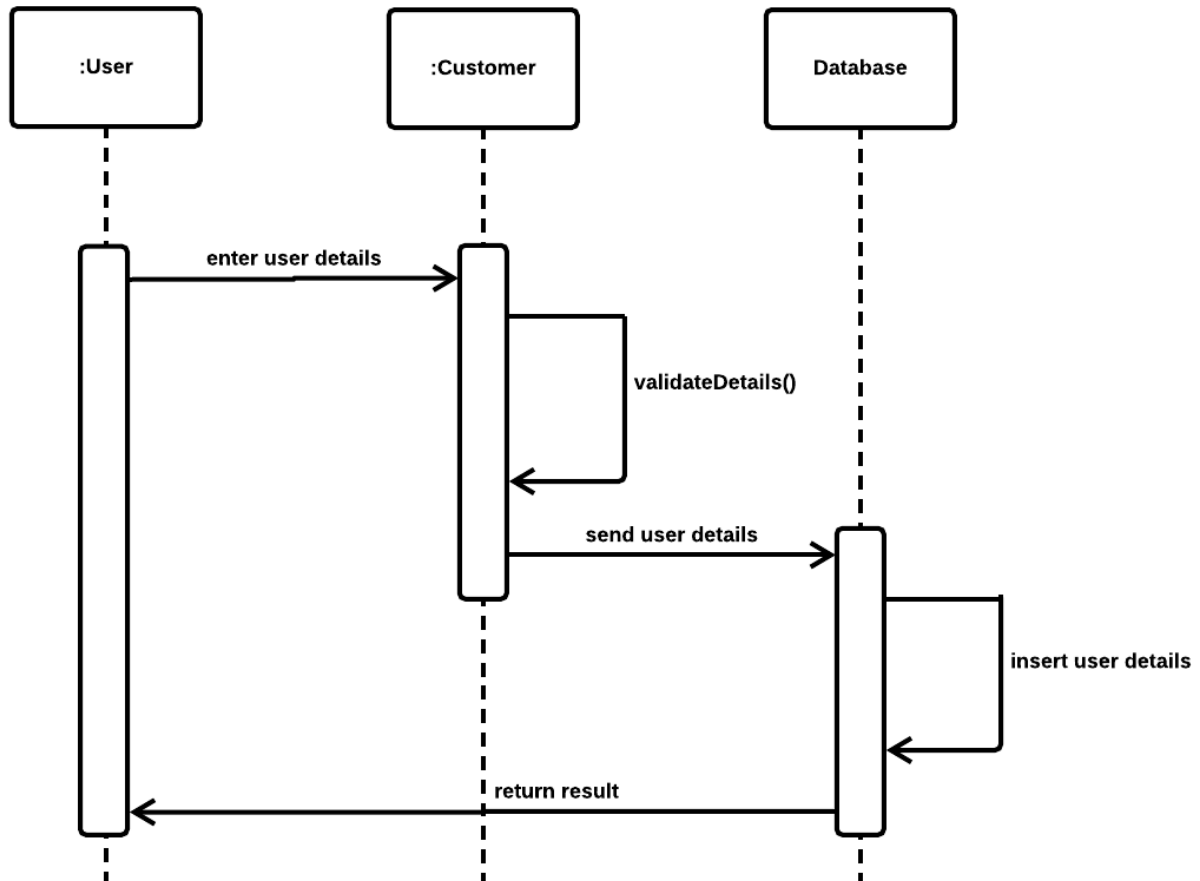 :User
:Customer
Database
enter user details
validateDetails()
send user details
insert user details
return result